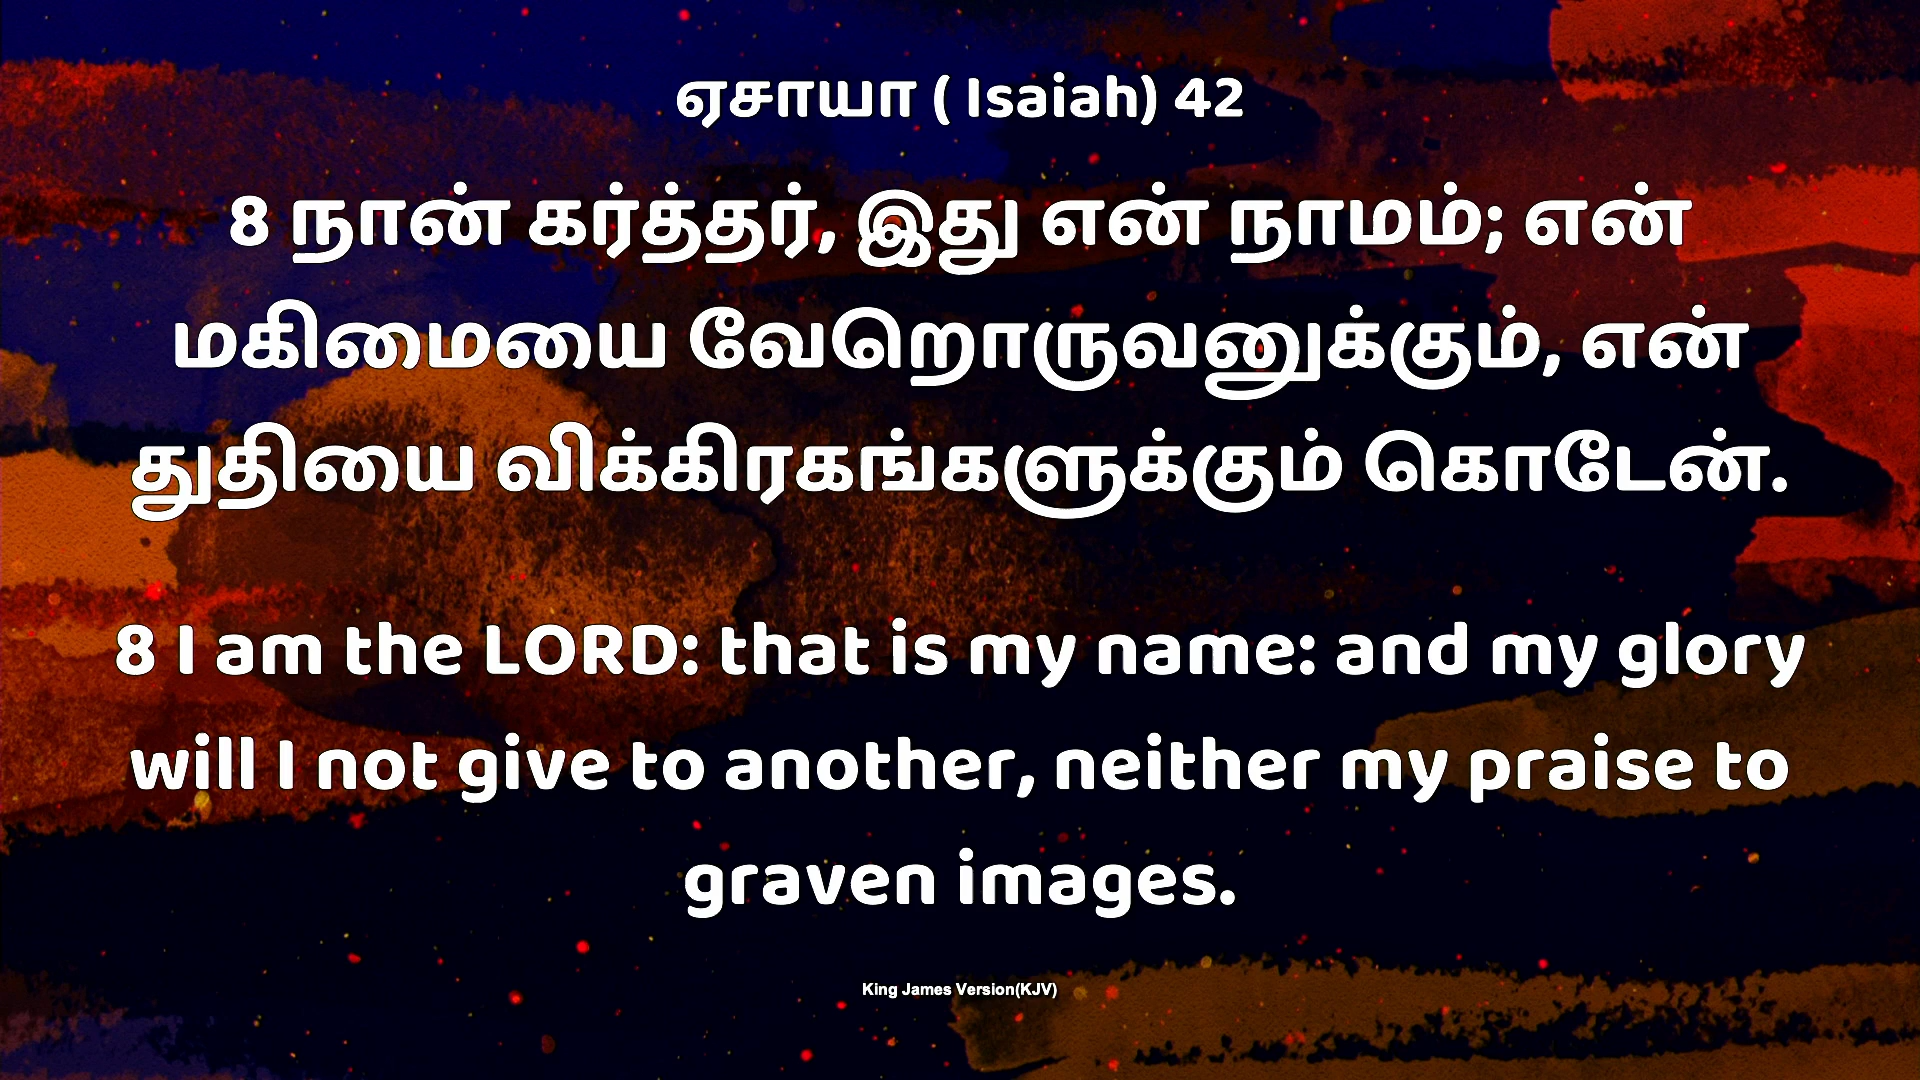 ஏசாயா ( Isaiah) 42
8 நான் கர்த்தர், இது என் நாமம்; என்
மகிமையை வேறொருவனுக்கும், என்
துதியை விக்கிரகங்களுக்கும் கொடேன்.
8 I am the LORD: that is my name: and my glory
will I not give to another, neither my praise to
graven images.
King James Version(KJV)